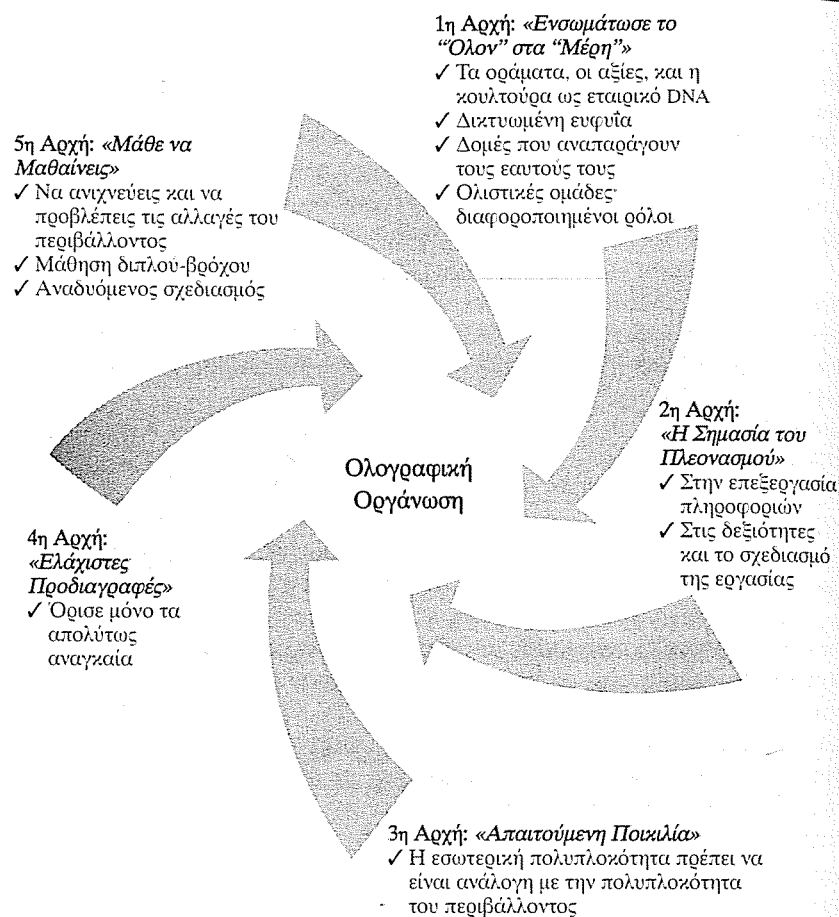 1η Αρχή: «Ενσωμάτωσε το
“Όλον” στα “Μέρη”»
✓ Τα οράματα, οι αξίες, και η
κουλτούρα ως εταιρικό DNA
✓ Δικτυωμένη ευφυΐα
✓ Δομές που αναπαράγουν
τους εαυτούς τους
✓ Ολιστικές ομάδες·
διαφοροποιημένοι ρόλοι
2η Αρχή:
«Η Σημασία του
Πλεονασμού»
✓ Στην επεξεργασία
πληροφοριών
✓ Στις δεξιότητες
και το σχεδιασμό
της εργασίας
3η Αρχή: «Απαιτούμενη Ποικιλία»
✓ Η εσωτερική πολυπλοκότητα πρέπει να
είναι ανάλογη με την πολυπλοκότητα
του περιβάλλοντος
4η Αρχή:
«Ελάχιστες
Προδιαγραφές»
✓ Όρισε μόνο τα
απολύτως
αναγκαία
5η Αρχή: «Μάθε να
Μαθαίνεις»
✓ Να ανιχνεύεις και να
προβλέπεις τις αλλαγές του
περιβάλλοντος
✓ Μάθηση διπλού-βρόχου
✓ Αναδυόμενος σχεδιασμός
Ολογραφική
Οργάνωση